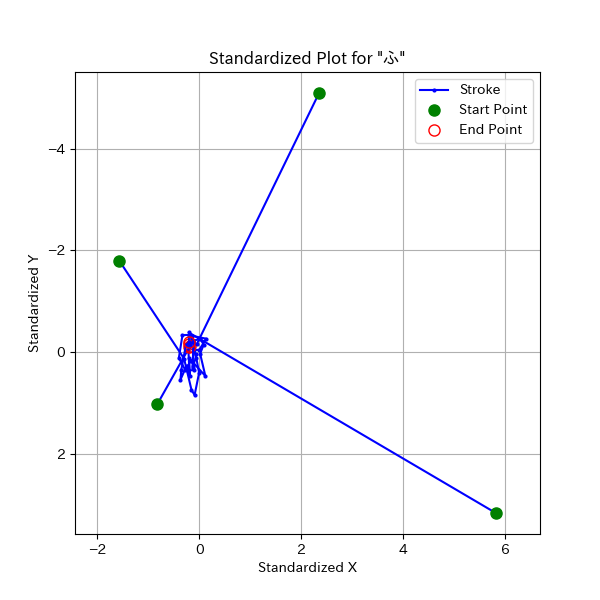 Standardized Plot for "ふ"
Stroke
Start Point
End Point
Standardized Y
−4
−2
0
2
−2 0 2 4 6
Standardized X